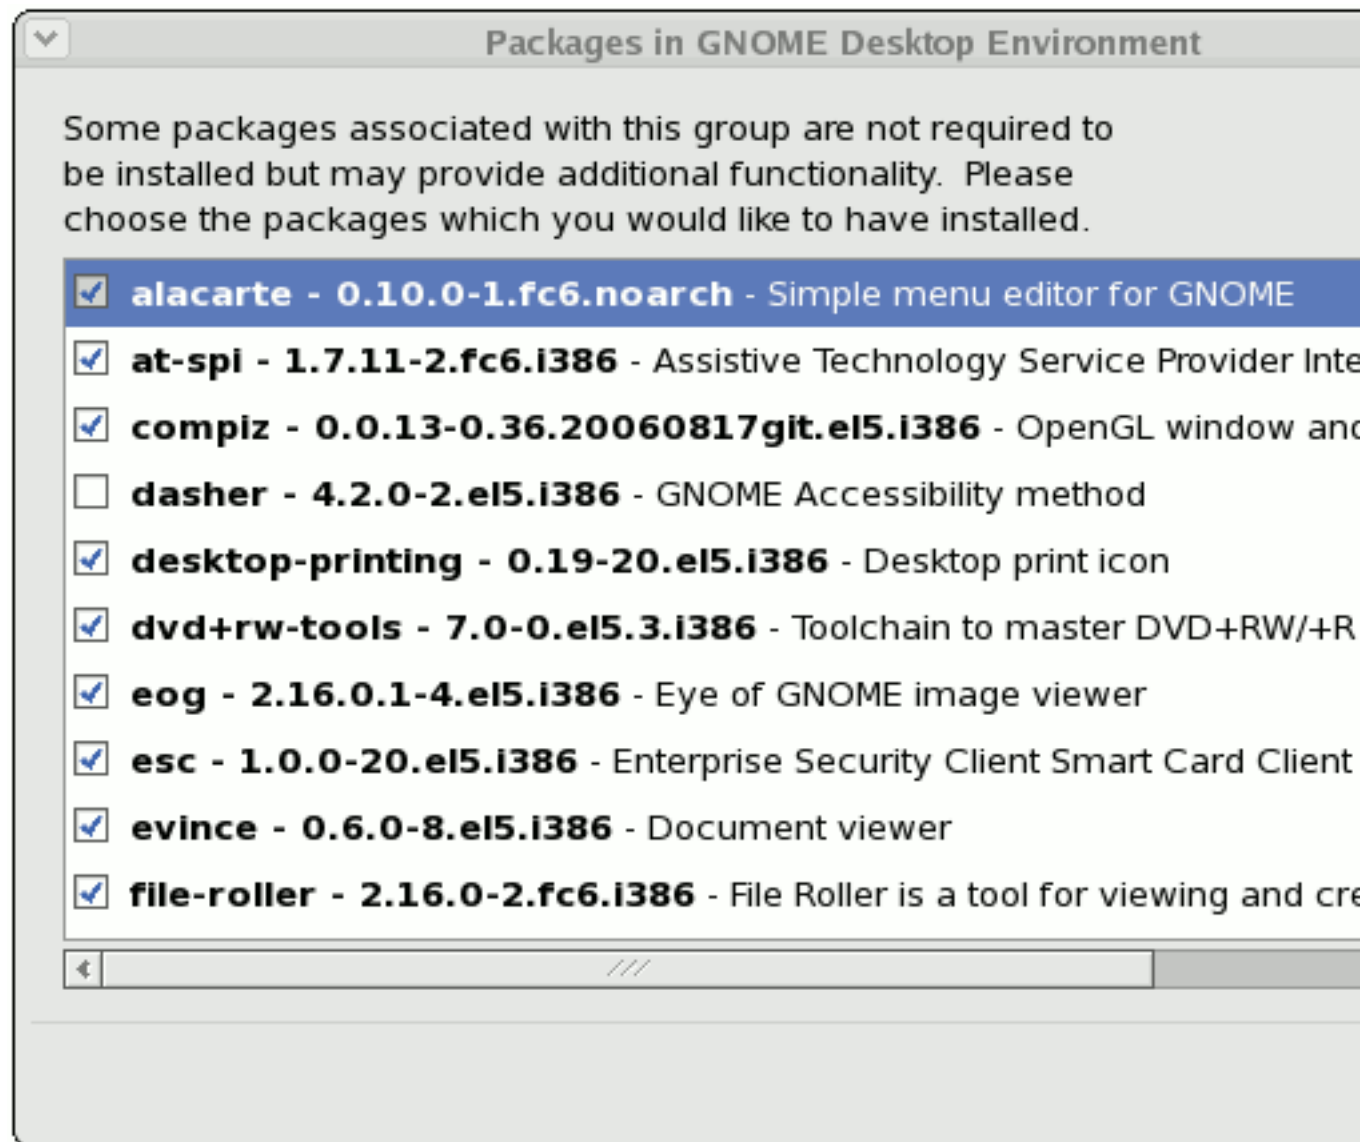 Packages in GNOME Desktop Environment
Some packages associated with this group are not required to
be installed but may provide additional functionality.  Please
choose the packages which you would like to have installed.
alacarte - 0.10.0-1.fc6.noarch - Simple menu editor for GNOME
at-spi - 1.7.11-2.fc6.i386 - Assistive Technology Service Provider Inte
compiz - 0.0.13-0.36.20060817git.el5.i386 - OpenGL window and
dasher - 4.2.0-2.el5.i386 - GNOME Accessibility method
desktop-printing - 0.19-20.el5.i386 - Desktop print icon
dvd+rw-tools - 7.0-0.el5.3.i386 - Toolchain to master DVD+RW/+R
eog - 2.16.0.1-4.el5.i386 - Eye of GNOME image viewer
esc - 1.0.0-20.el5.i386 - Enterprise Security Client Smart Card Client
evince - 0.6.0-8.el5.i386 - Document viewer
file-roller - 2.16.0-2.fc6.i386 - File Roller is a tool for viewing and cre